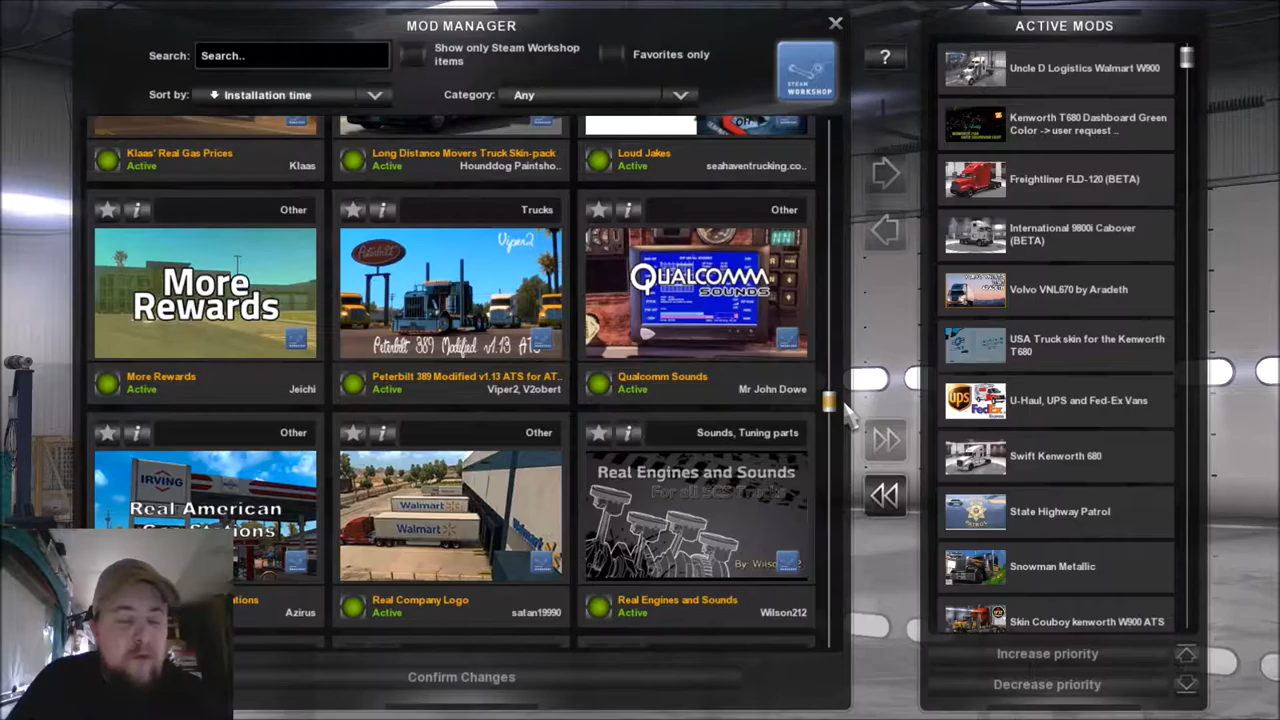 MOD MANAGER
Search:
Search..
Show only Steam Workshop
items
Favorites only
STEAM
WORKSHOP
?
Sort by:
Installation time
Category:
Any
Klaas' Real Gas Prices
Active
Klaas
Long Distance Movers Truck Skin-pack
Active
Hounddog Paintsho..
Loud Jakes
Active
seahaventrucking.co..
Other
More
Rewards
More Rewards
Active
Jeichi
Trucks
Viper2
Peterbilt
Peterbilt 389 Modified v1.13 ATS
Peterbilt 389 Modified v1.13 ATS for AT..
Active
Viper2, V2obert
Other
QUALCOMM
SOUNDS
Qualcomm Sounds
Active
Mr John Dowe
Other
IRVING
Real American
Azirus
Other
Walmart
Walmart
Real Company Logo
Active
satan19990
Sounds, Tuning parts
Real Engines and Sounds
For all SCS Trucks
Real Engines and Sounds
Active
Wilson212
Confirm Changes
ACTIVE MODS
Uncle D Logistics Walmart W900
Kenworth T680 Dashboard Green
Color -> user request ..
Freightliner FLD-120 (BETA)
International 9800i Cabover
(BETA)
Volvo VNL670 by Aradeth
USA Truck skin for the Kenworth
T680
ups
FedEx
U-Haul, UPS and Fed-Ex Vans
Swift Kenworth 680
State Highway Patrol
Snowman Metallic
Skin Couboy kenworth W900 ATS
Increase priority
Decrease priority